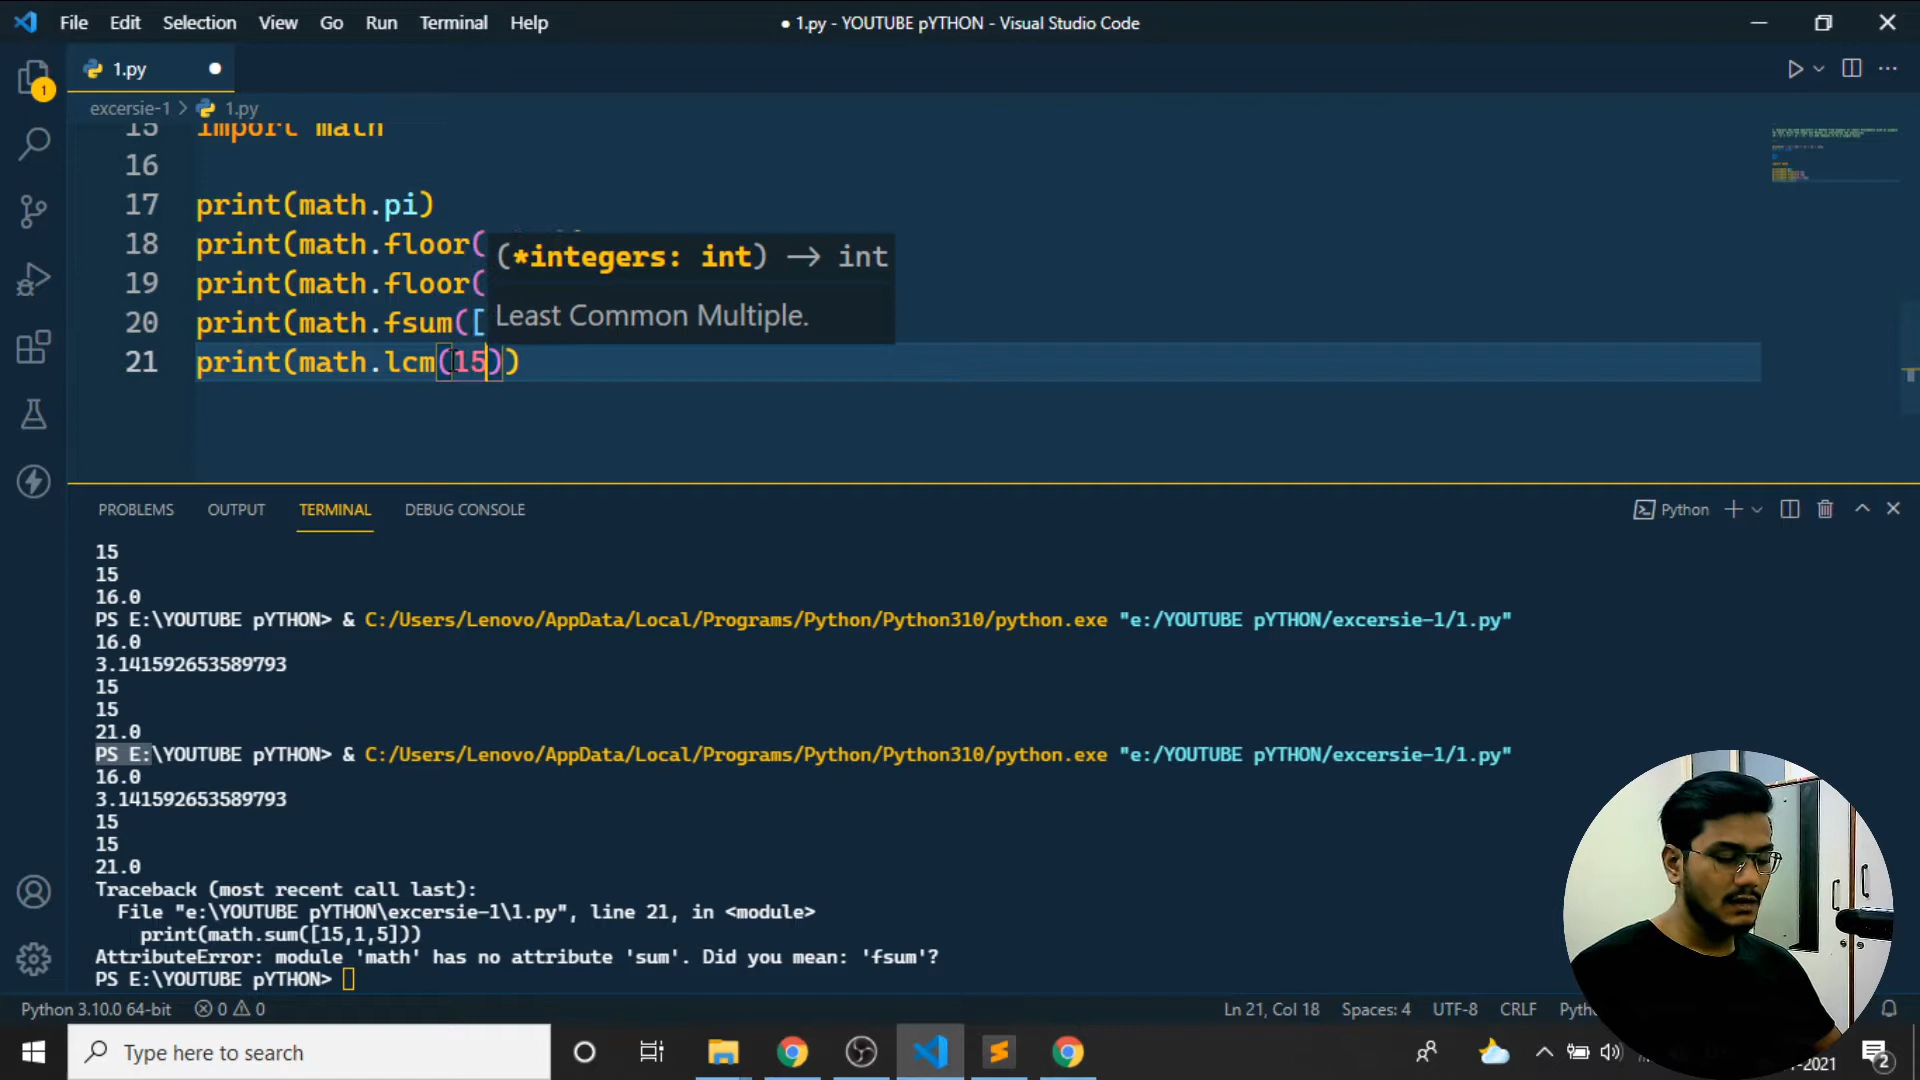 File Edit Selection View Go Run Terminal Help
● 1.py - YOUTUBE pYTHON - Visual Studio Code
1.py
1
excersie-1 > 1.py
15 import math
16
17 print(math.pi)
18 print(math.floor(
19 print(math.floor(
20 print(math.fsum([
(*integers: int) -> int
Least Common Multiple.
21 print(math.lcm(15))
PROBLEMS OUTPUT TERMINAL DEBUG CONSOLE
Python
15
15
16.0
PS E:\YOUTUBE pYTHON> & C:/Users/Lenovo/AppData/Local/Programs/Python/Python310/python.exe "e:/YOUTUBE pYTHON/excersie-1/1.py"
16.0
3.141592653589793
15
15
21.0
PS E:\YOUTUBE pYTHON> & C:/Users/Lenovo/AppData/Local/Programs/Python/Python310/python.exe "e:/YOUTUBE pYTHON/excersie-1/1.py"
16.0
3.141592653589793
15
15
21.0
Traceback (most recent call last):
File "e:\YOUTUBE pYTHON\excersie-1\1.py", line 21, in <module>
print(math.sum([15,1,5]))
AttributeError: module 'math' has no attribute 'sum'. Did you mean: 'fsum'?
PS E:\YOUTUBE pYTHON>
Python 3.10.0 64-bit 0 0
Ln 21, Col 18 Spaces: 4 UTF-8 CRLF
Type here to search
2021
2